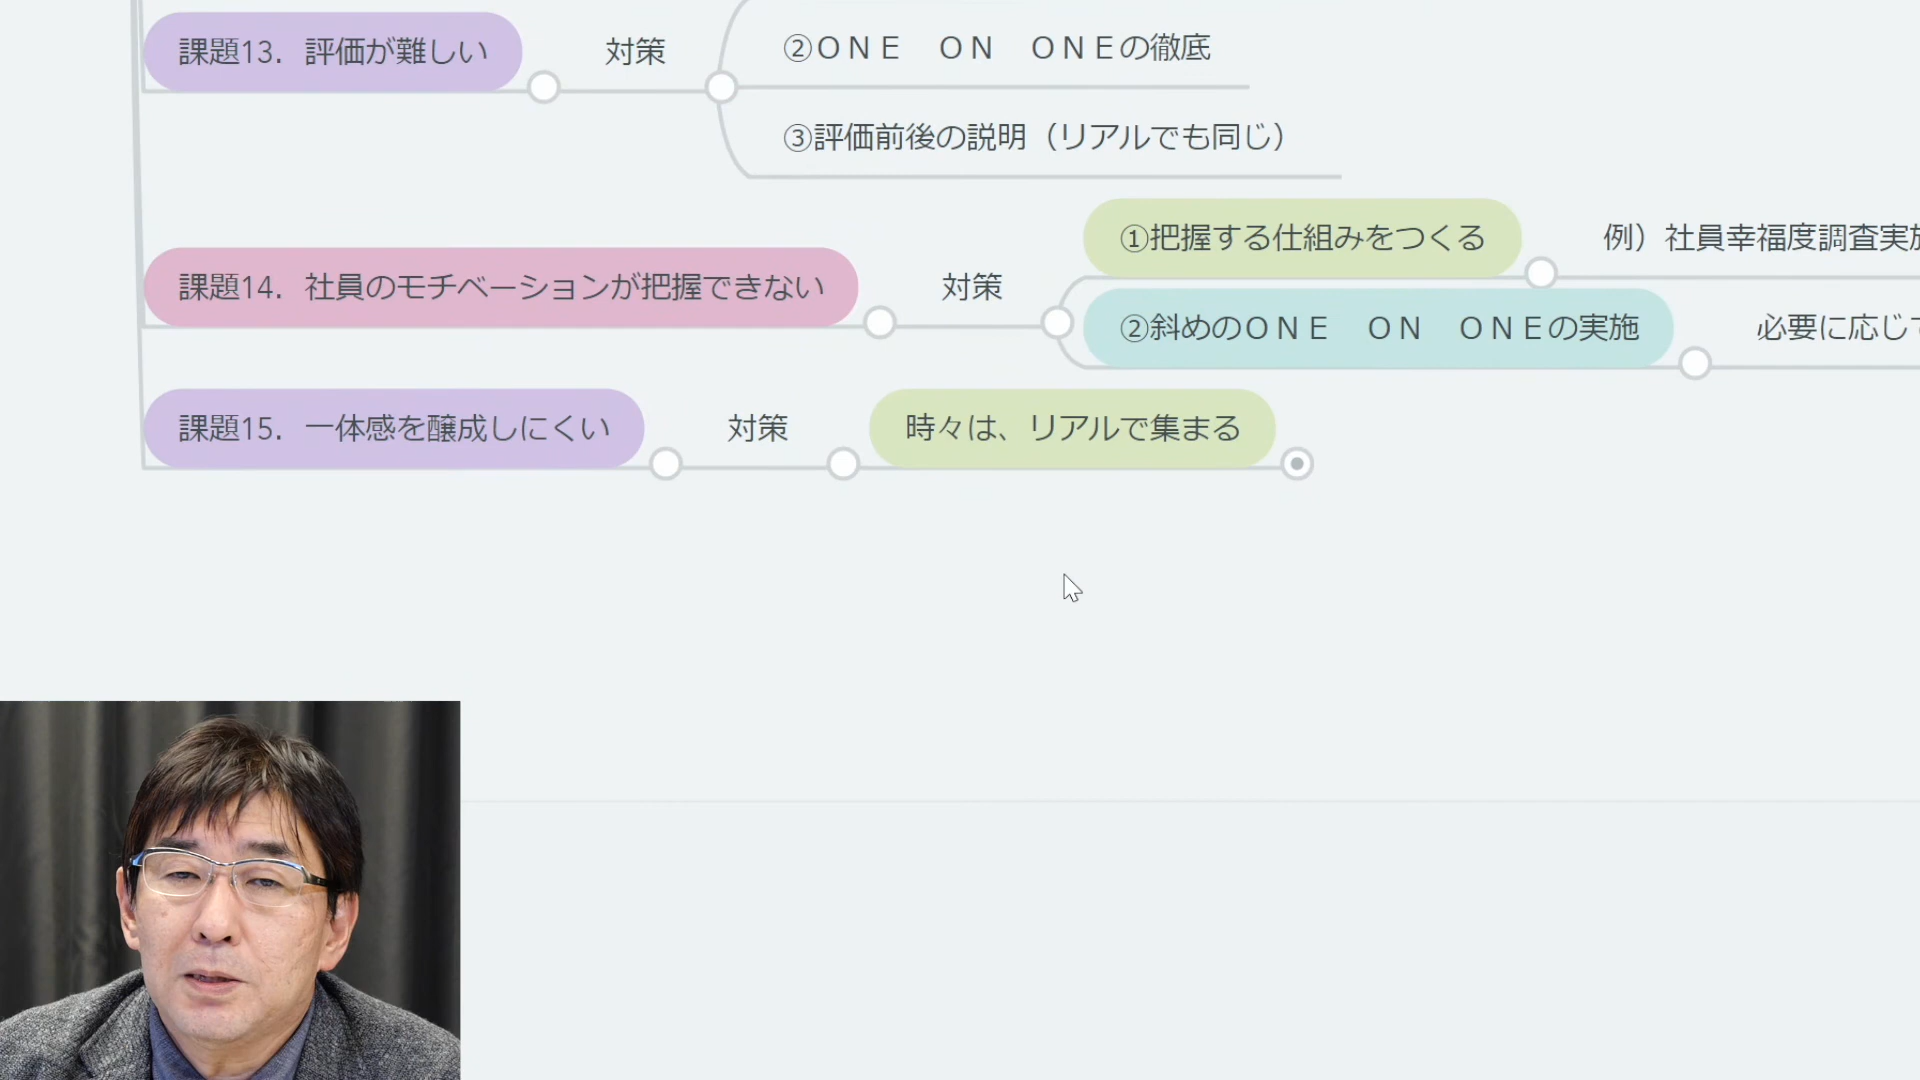 課題13．評価が難しい
対策
②ＯＮＥ　ＯＮ　ＯＮＥの徹底
③評価前後の説明（リアルでも同じ）
課題14．社員のモチベーションが把握できない
対策
①把握する仕組みをつくる
例）社員幸福度調査実施
②斜めのＯＮＥ　ＯＮ　ＯＮＥの実施
必要に応じて
課題15．一体感を醸成しにくい
対策
時々は、リアルで集まる